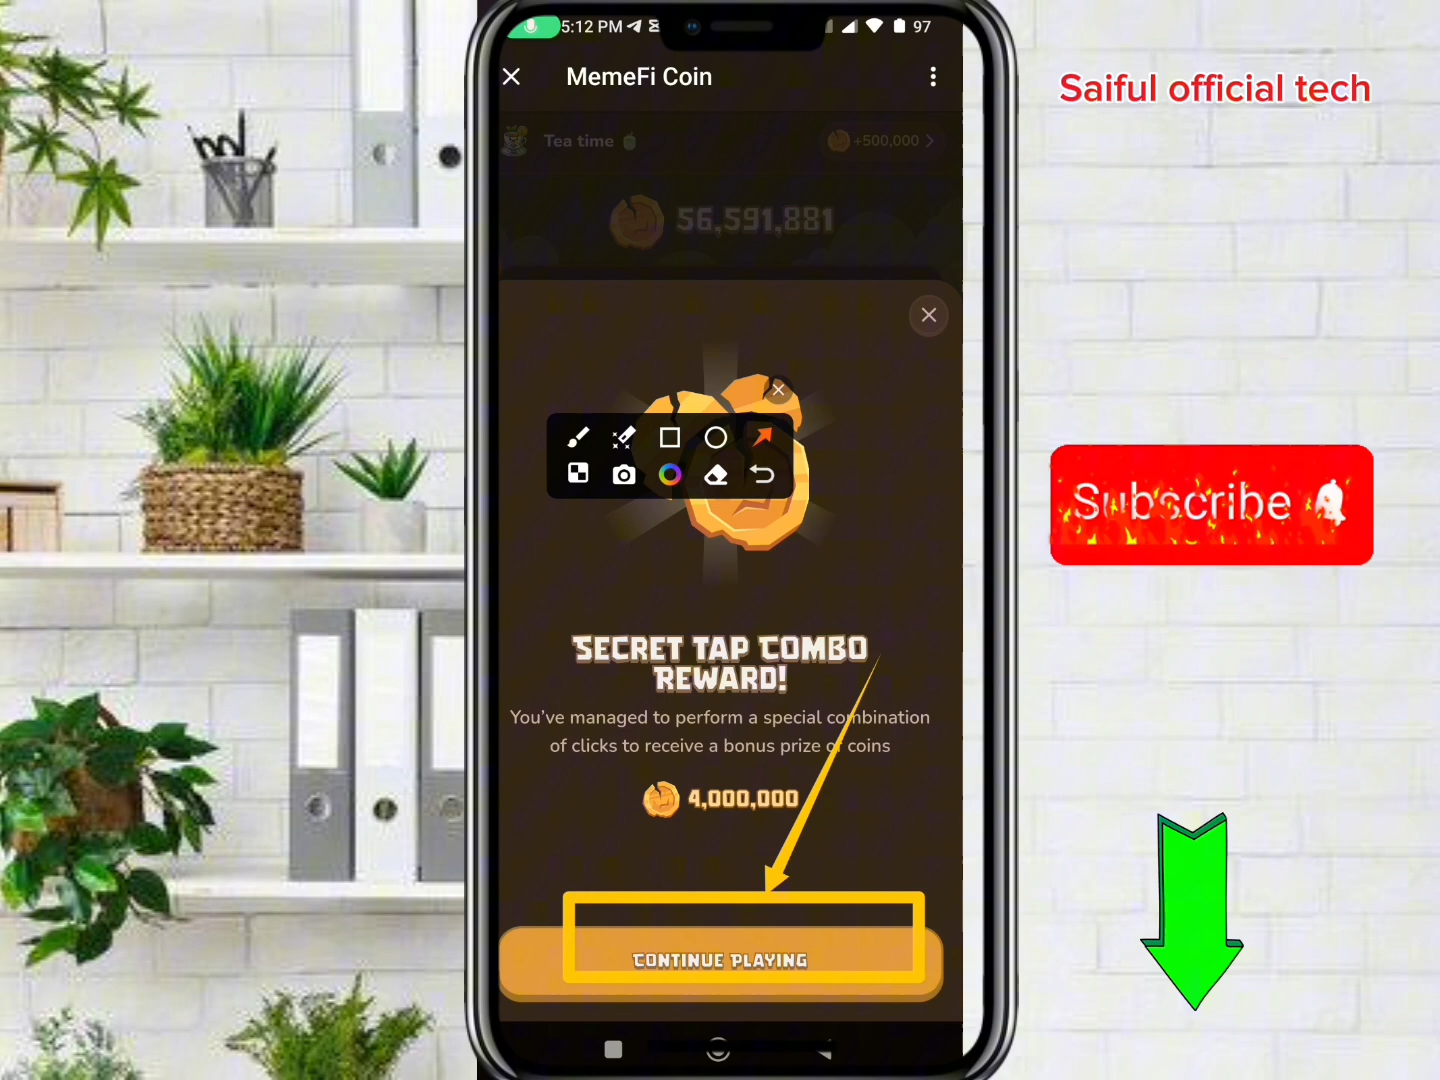 5:12 PM
97
MemeFi Coin
Saiful official tech
Tea time
+500,000
56,591,881
Subscribe
SECRET TAP COMBO
REWARD!
You've managed to perform a special combination
of clicks to receive a bonus prize of coins
4,000,000
CONTINUE PLAYING